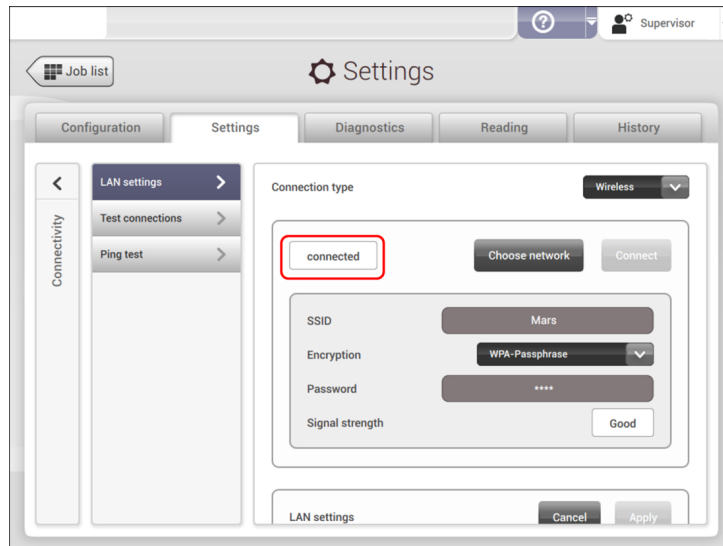 ?
Supervisor
Job list
Settings
Configuration
Settings
Diagnostics
Reading
History
Connectivity
LAN settings
Test connections
Ping test
Connection type
Wireless
connected
Choose network
Connect
SSID
Mars
Encryption
WPA-Passphrase
Password
****
Signal strength
Good
LAN settings
Cancel
Apply